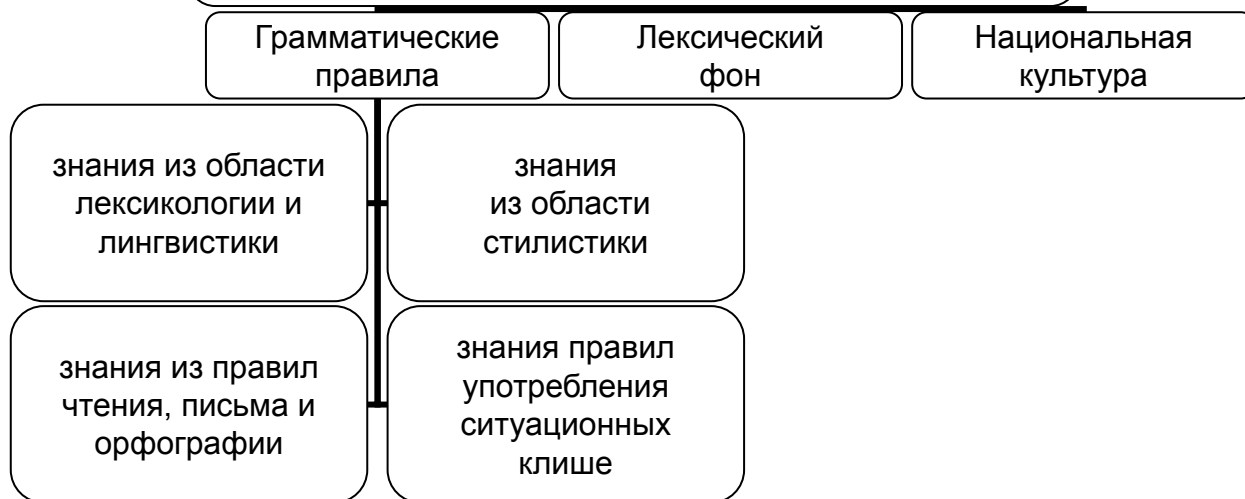 Грамматические
правила
Лексический
фон
Национальная
культура
знания из области
лексикологии и
лингвистики
знания
из области
стилистики
знания из правил
чтения, письма и
орфографии
знания правил
употребления
ситуационных
клише